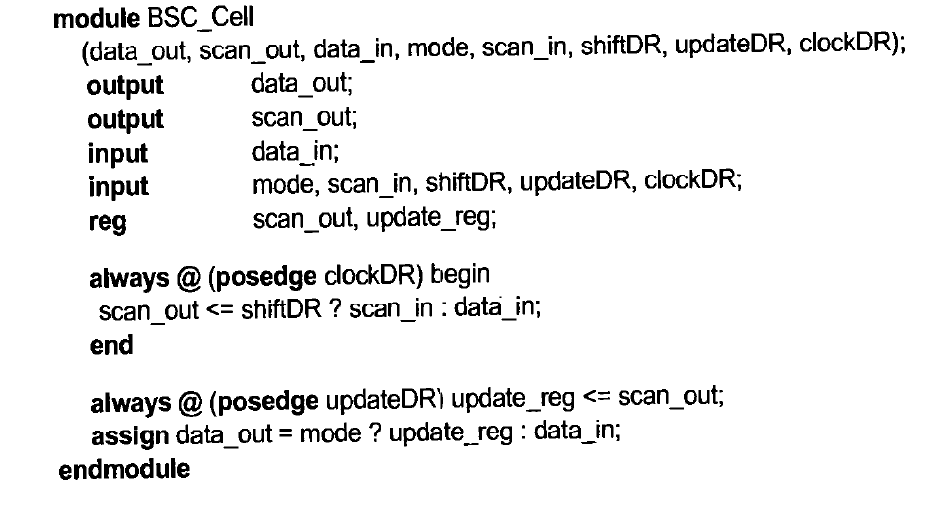 module BSC_Cell
(data_out, scan_out, data_in, mode, scan_in, shiftDR, updateDR, clockDR);
output data_out;
output scan_out;
input data_in;
input mode, scan_in, shiftDR, updateDR, clockDR;
reg scan_out, update_reg;
always @ (posedge clockDR) begin
scan_out <= shiftDR ? scan_in : data_in;
end
always @ (posedge updateDR) update_reg <= scan_out;
assign data_out = mode ? update_reg : data_in;
endmodule